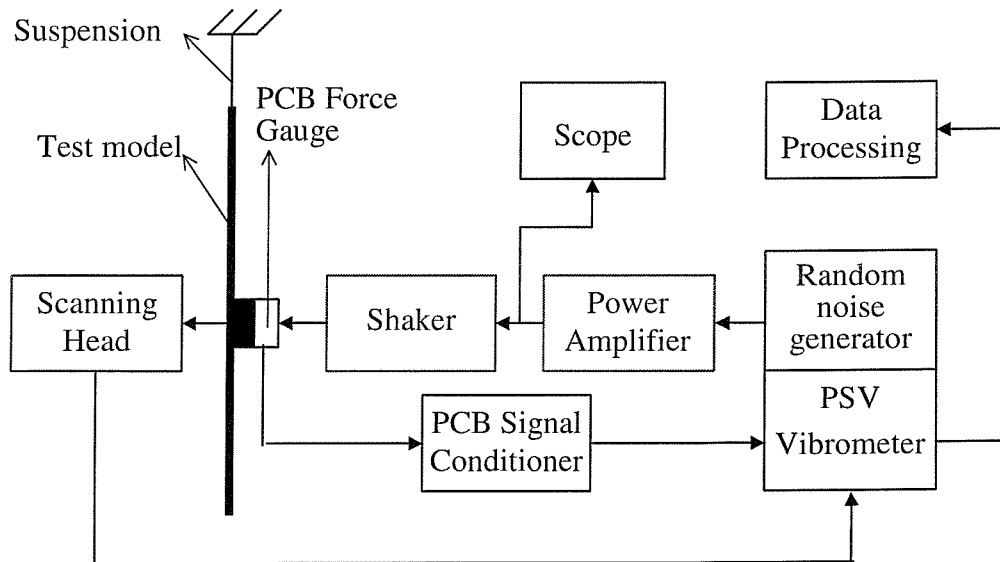 Suspension
PCB Force
Gauge
Test model
Scope
Data
Processing
Scanning
Head
Shaker
Power
Amplifier
Random
noise
generator
PSV
Vibrometer
PCB Signal
Conditioner